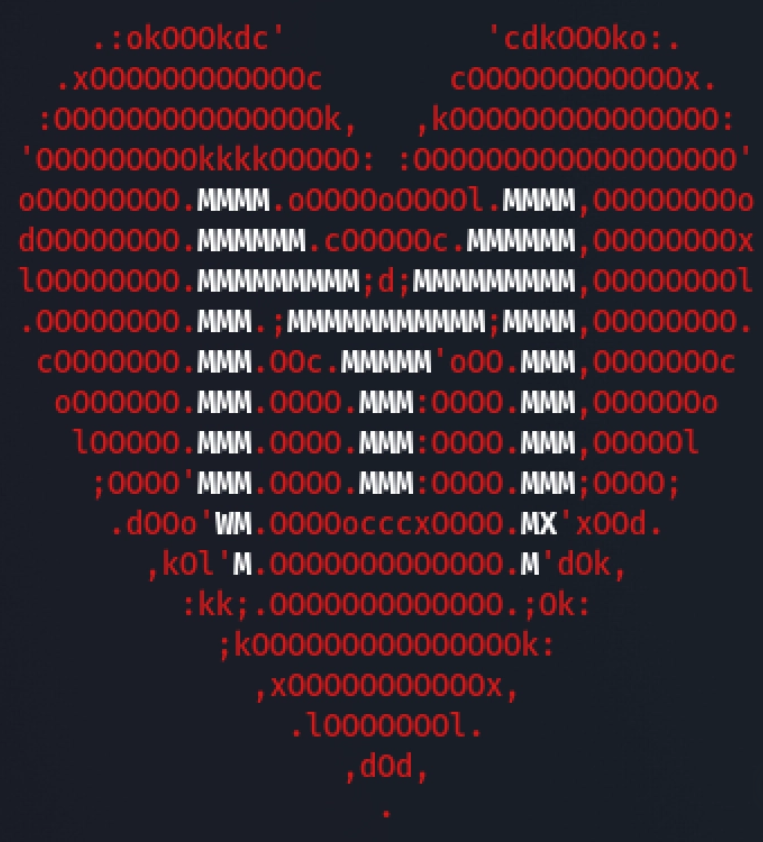 .:okOOOkdc'           'cdkOOOko:.
.xOOOOOOOOOOOOc       cOOOOOOOOOOOOx.
:OOOOOOOOOOOOOOOk,   ,kOOOOOOOOOOOOOOO:
'OOOOOOOOOkkkkOOOOO: :OOOOOOOOOOOOOOOOOO'
oOOOOOOOO.MMMM.oOOOOoOOOOl.MMMM,OOOOOOOOo
dOOOOOOOO.MMMMMM.cOOOOOc.MMMMMM,OOOOOOOOx
lOOOOOOOO.MMMMMMMMM;d;MMMMMMMMM,OOOOOOOOl
.OOOOOOOO.MMM.;MMMMMMMMMMM;MMMM,OOOOOOOO.
cOOOOOOO.MMM.OOc.MMMMM'oOO.MMM,OOOOOOOc
oOOOOOO.MMM.OOOO.MMM:OOOO.MMM,OOOOOOo
lOOOOO.MMM.OOOO.MMM:OOOO.MMM,OOOOOl
;OOOO'MMM.OOOO.MMM:OOOO.MMM;OOOO;
.dOOo'WM.OOOOocccxOOOO.MX'xOOd.
,kOl'M.OOOOOOOOOOOOO.M'dOk,
:kk;.OOOOOOOOOOOOO.;Ok:
;kOOOOOOOOOOOOOOOk:
,xOOOOOOOOOOOx,
.lOOOOOOOl.
,dOd,
.